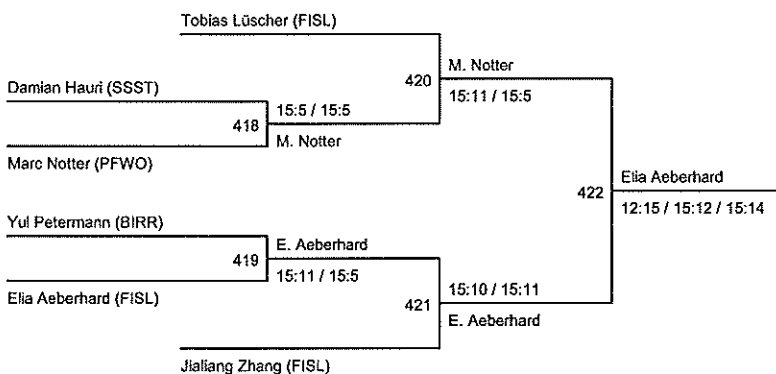 Tobias Lüscher (FISL)
M. Notter
420
15:11 / 15:5
Damian Hauri (SSST)
15:5 / 15:5
418
M. Notter
Marc Notter (PFWO)
Elia Aeberhard
422
12:15 / 15:12 / 15:14
Yul Petermann (BIRR)
E. Aeberhard
419
15:11 / 15:5
Elia Aeberhard (FISL)
15:10 / 15:11
421
E. Aeberhard
Jialiang Zhang (FISL)